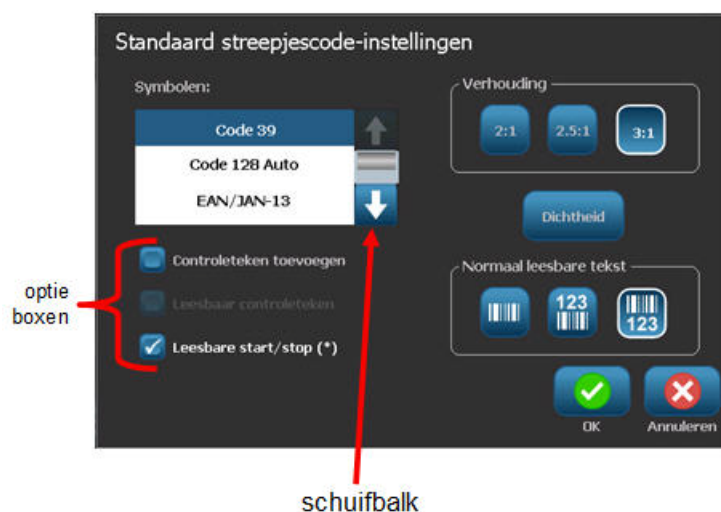 Standaard streepjescode-instellingen
Symbolen:
Code 39
Code 128 Auto
EAN/JAN-13
Controleteken toevoegen
Leesbaar controleteken
Leesbare start/stop (*)
optie
boxen
Verhouding
2:1 2.5:1 3:1
Dichtheid
Normaal leesbare tekst
123
123
OK Annuleren
schuifbalk